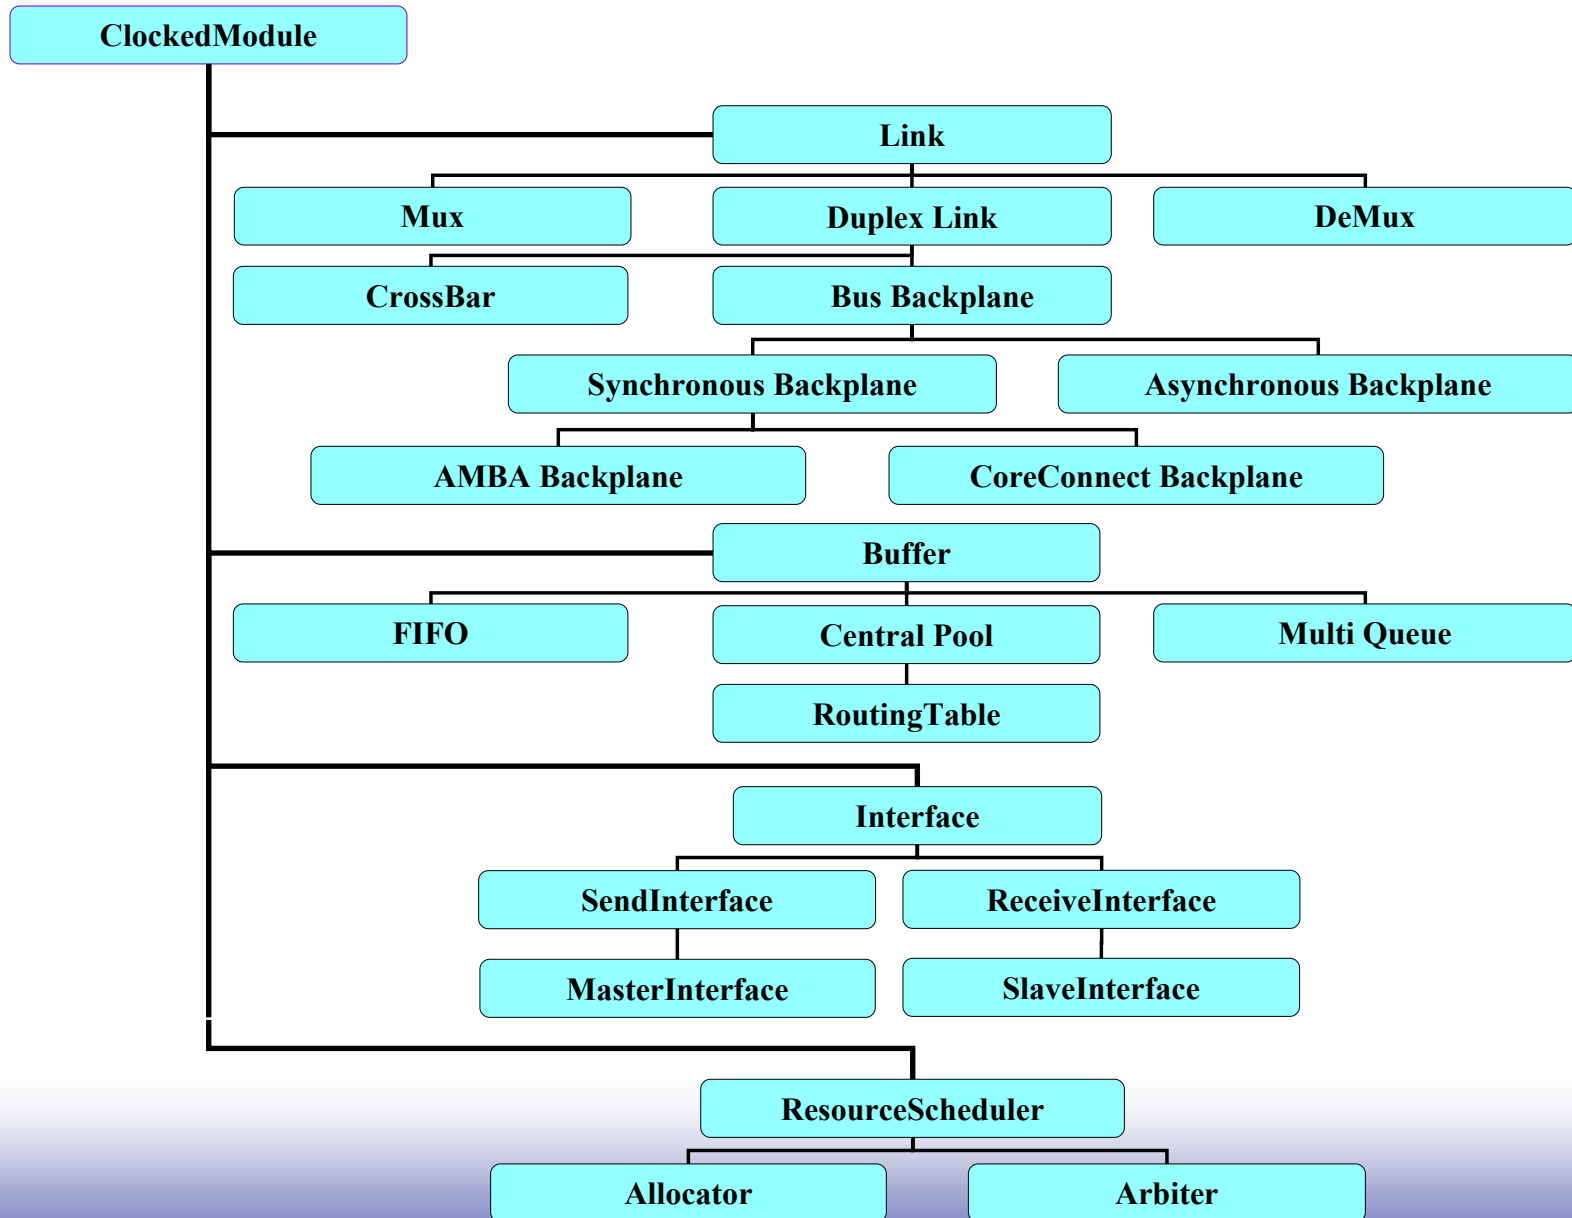 ClockedModule
Link
Mux
Duplex Link
DeMux
CrossBar
Bus Backplane
Synchronous Backplane
Asynchronous Backplane
AMBA Backplane
CoreConnect Backplane
Buffer
FIFO
Central Pool
Multi Queue
RoutingTable
Interface
SendInterface
ReceiveInterface
MasterInterface
SlaveInterface
ResourceScheduler
Allocator
Arbiter